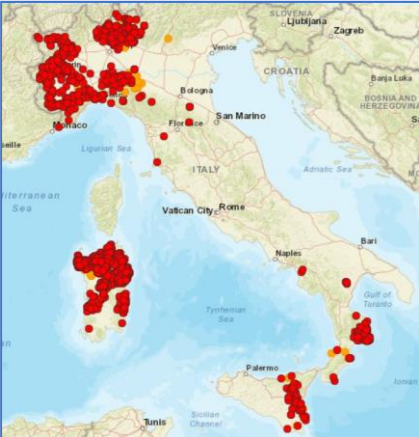 SLOVENIA
Ljubljana
Zagreb
Venice
CROATIA
Banja Luka
BOSNIA AND
HERZEGOVINA
Bologna
San Marino
Monaco
Florence
Ligurian Sea
ITALY
Adriatic Sea
Sea
Vatican City
Rome
Naples
Bari
Gulf of
Taranto
Tyrrhenian
Sea
Palermo
Tunis
Sicilian
Channel